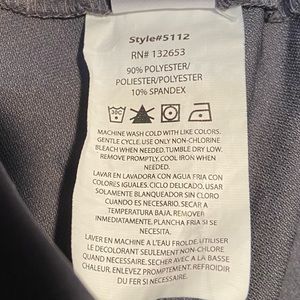 Style#5112
RN# 132653
90% POLYESTER/
POLIESTER/POLYESTER
10% SPANDEX
30C
MACHINE WASH COLD WITH LIKE COLORS.
GENTLE CYCLE. USE ONLY NON-CHLORINE
BLEACH WHEN NEEDED. TUMBLE DRY LOW.
REMOVE PROMPTLY, COOL IRON WHEN
NEEDED.
LAVAR EN LAVADORA CON AGUA FRIA CON
COLORES IGUALES. CICLO DELICADO. USAR
SOLAMENTE BLANQUEADOR SIN CLORO
CUANDO ES NECESARIO. SECAR A
TEMPERATURA BAJA. REMOVER
INMEDIATAMENTE. PLANCHA FRIA SI SE
NECESITA.
LAVER EN MACHINE A L'EAU FROIDE. UTILISER
LE DECOLORANT SEULEMENT NON-CHLORE
QUAND NECESSAIRE. SECHER AVEC A LA BASSE
CHALEUR. ENLEVEZ PROMPTEMENT. REFROIDIR
DU FER SI NECESSAIRE.